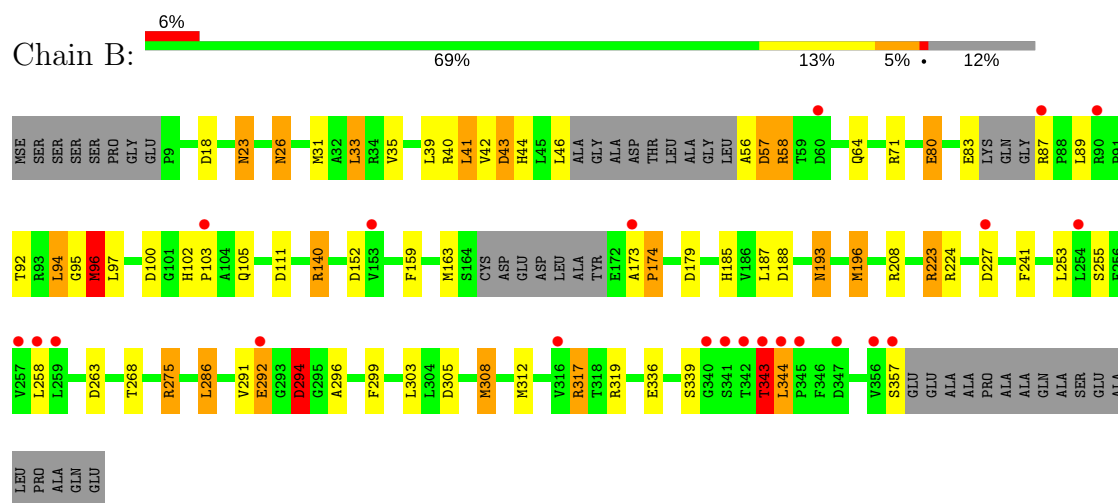 6%
Chain B:
69% 13% 5% • 12%
MSE SER SER SER SER PRO GLY GLU P9 D18 N23 N26 M31 A32 L33 R34 V35 L39 R40 L41 V42 D43 H44 L45 L46 ALA GLY ALA ASP THR LEU ALA GLY LEU A56 D57 R58 T59 D60 Q64 R71 E80 E83 LYS GLN GLY R87 P88 L89 R90 P91
T92 R93 L94 G95 M96 L97 D100 G101 H102 P103 A104 Q105 D111 R140 D152 V153 F159 M163 S164 CYS ASP GLU ASP LEU ALA TYR E172 A173 P174 D179 H185 V186 L187 D188 N193 M196 R208 R223 R224 D227 F241 L253 L254 S255
V257 L258 L259 D263 T268 R275 L286 V291 E292 G293 D294 G295 A296 F299 L303 L304 D305 M308 M312 V316 R317 T318 R319 E336 S339 G340 S341 T342 T343 L344 P345 F346 D347 V356 S357 GLU GLU ALA ALA PRO ALA ALA GLN ALA SER GLU ALA
LEU PRO ALA GLN GLU